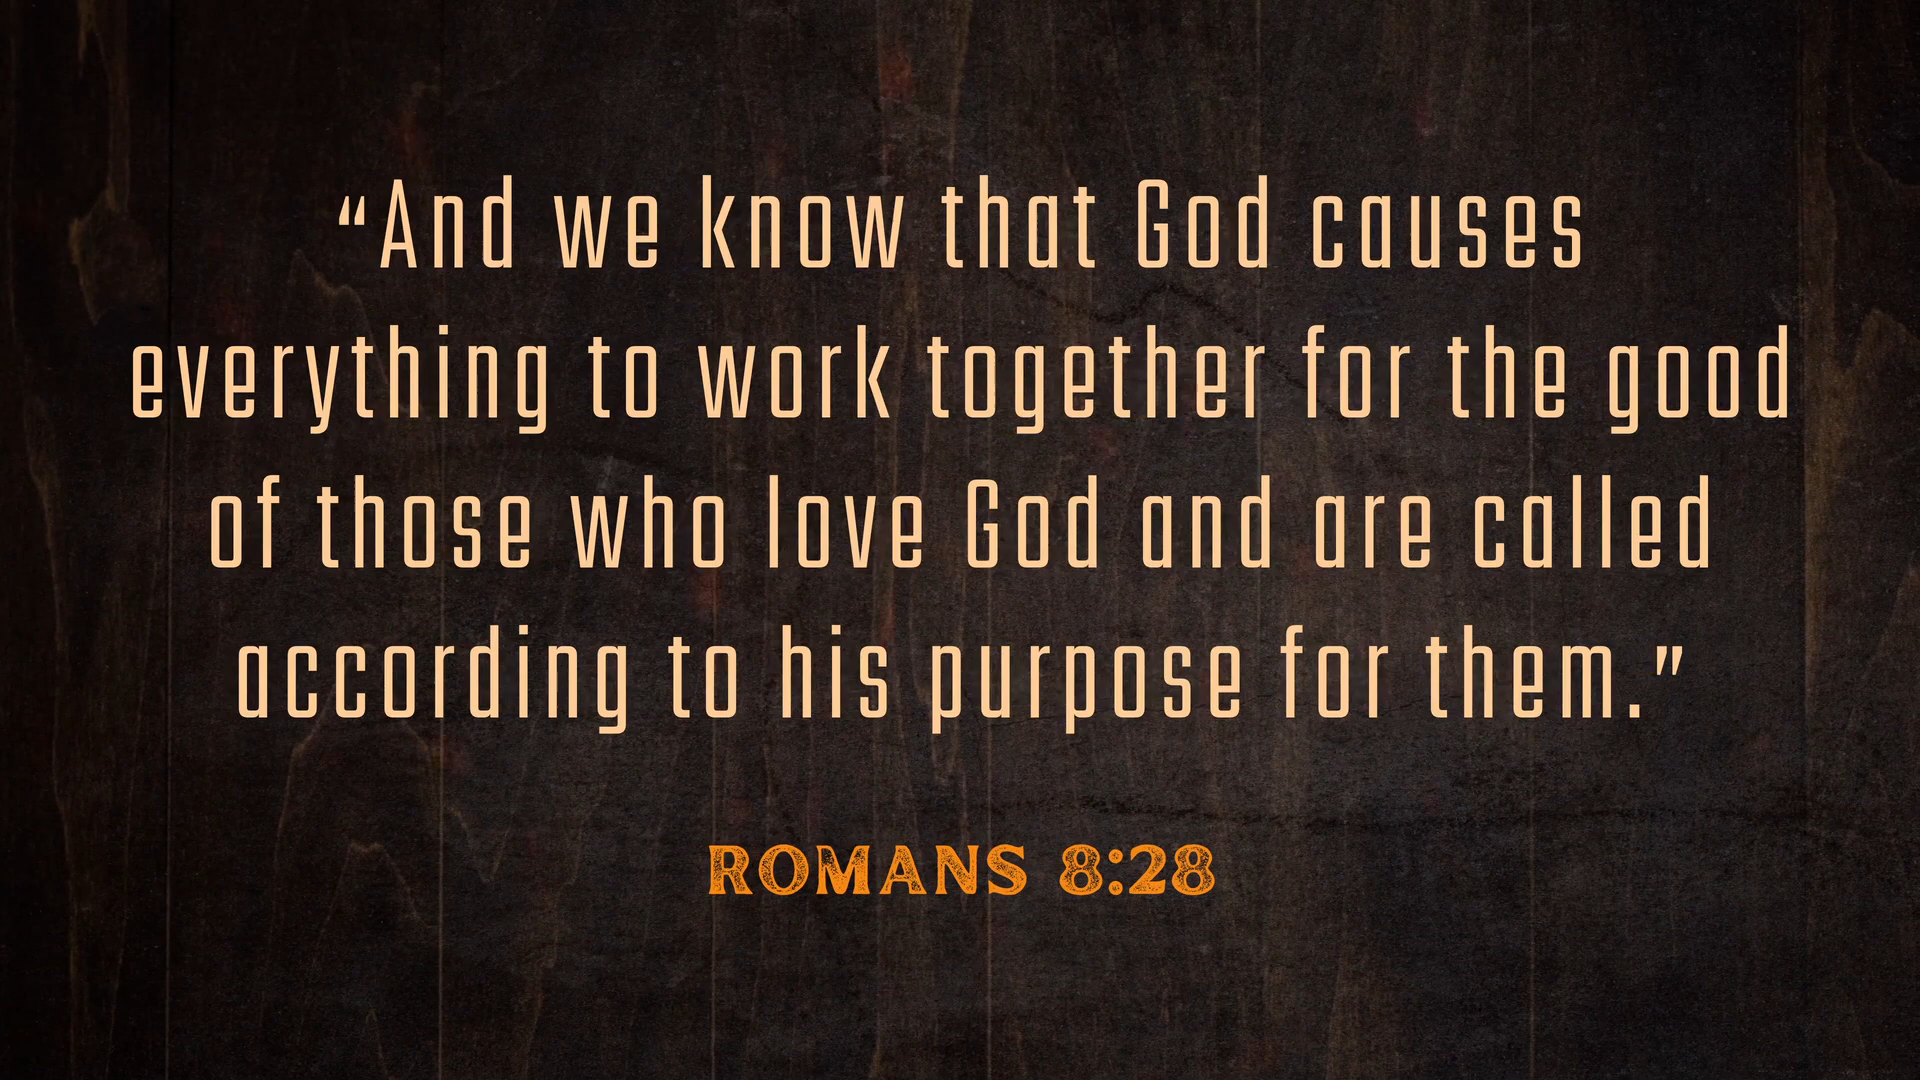 “And we know that God causes
everything to work together for the good
of those who love God and are called
according to his purpose for them.”
ROMANS 8:28